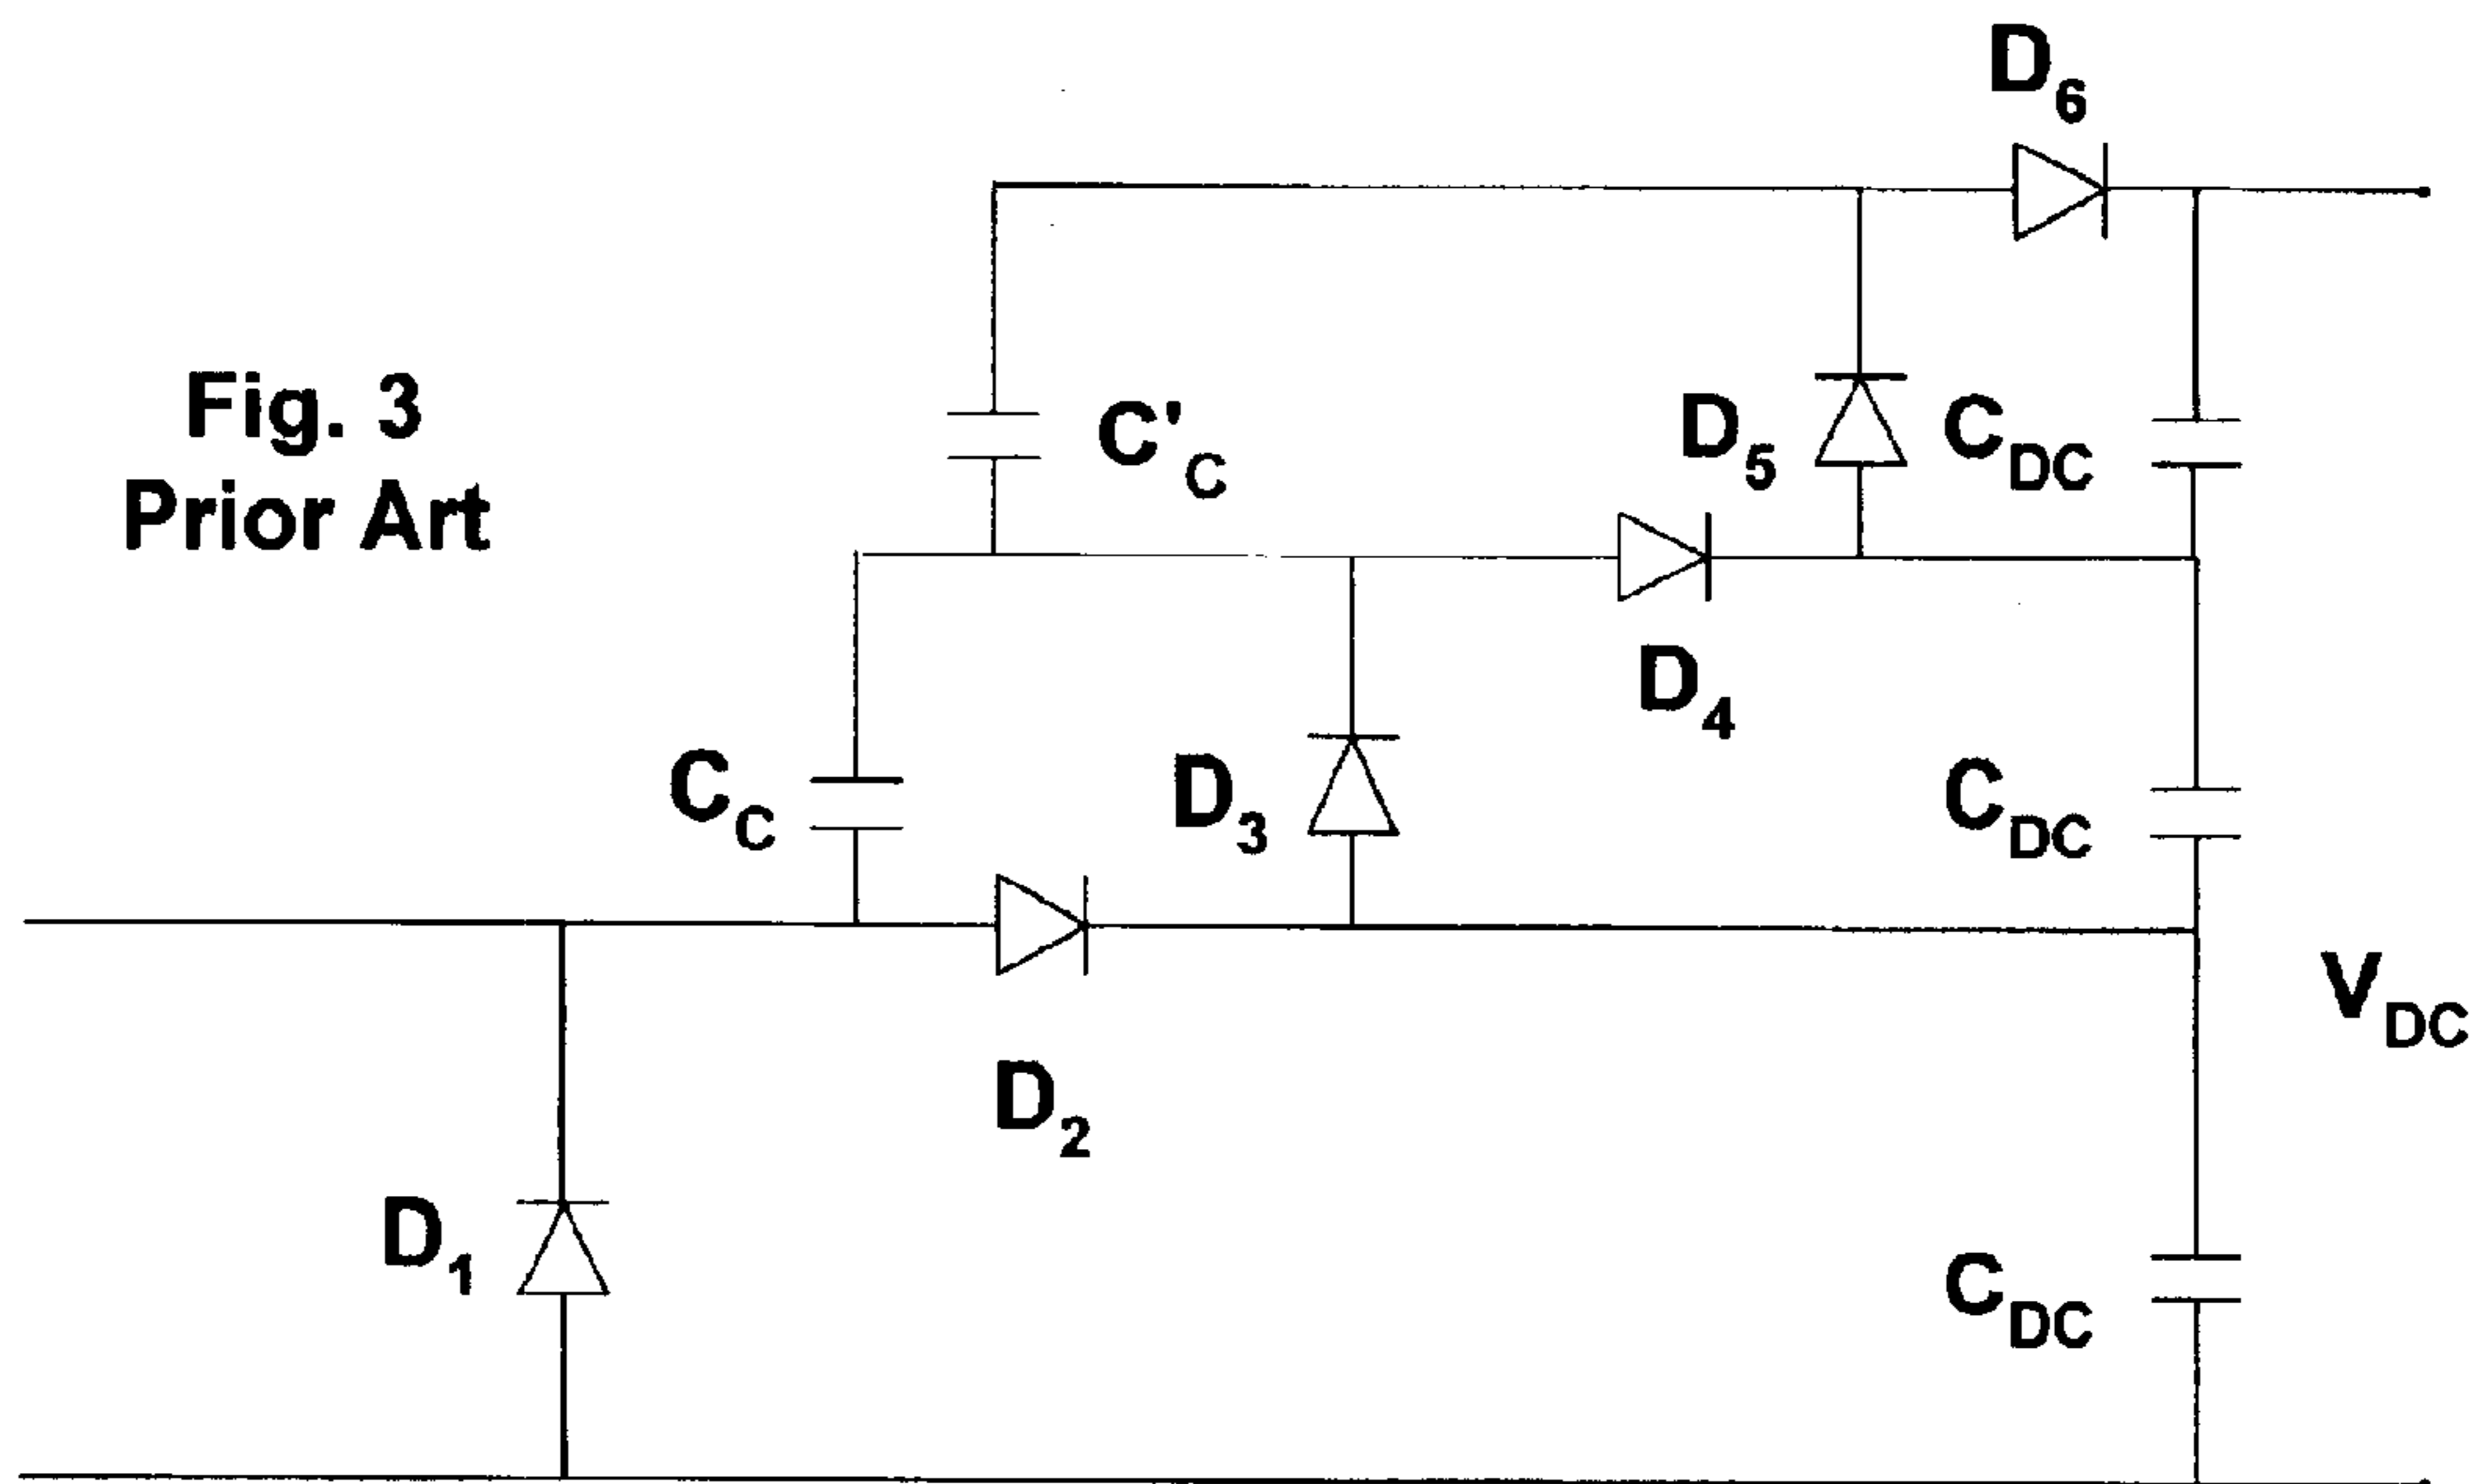 D6
Fig. 3
Prior Art
C'C
D5
CDC
D4
CC
D3
CDC
VDC
D2
D1
CDC